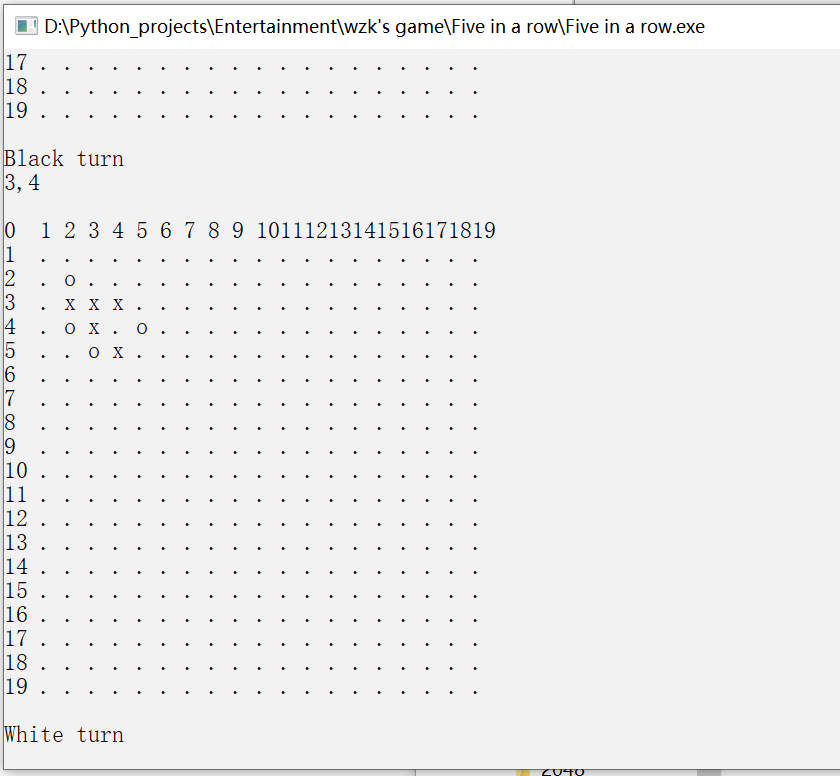 D:\Python_projects\Entertainment\wzk's game\Five in a row\Five in a row.exe
17 . . . . . . . . . . . . . . . . . . .
18 . . . . . . . . . . . . . . . . . . .
19 . . . . . . . . . . . . . . . . . . .
Black turn
3,4
0  1 2 3 4 5 6 7 8 9 10111213141516171819
1  . . . . . . . . . . . . . . . . . . .
2  . o . . . . . . . . . . . . . . . . .
3  . x x x . . . . . . . . . . . . . . .
4  . o x . o . . . . . . . . . . . . . .
5  . . o x . . . . . . . . . . . . . . .
6  . . . . . . . . . . . . . . . . . . .
7  . . . . . . . . . . . . . . . . . . .
8  . . . . . . . . . . . . . . . . . . .
9  . . . . . . . . . . . . . . . . . . .
10 . . . . . . . . . . . . . . . . . . .
11 . . . . . . . . . . . . . . . . . . .
12 . . . . . . . . . . . . . . . . . . .
13 . . . . . . . . . . . . . . . . . . .
14 . . . . . . . . . . . . . . . . . . .
15 . . . . . . . . . . . . . . . . . . .
16 . . . . . . . . . . . . . . . . . . .
17 . . . . . . . . . . . . . . . . . . .
18 . . . . . . . . . . . . . . . . . . .
19 . . . . . . . . . . . . . . . . . . .
White turn
2048